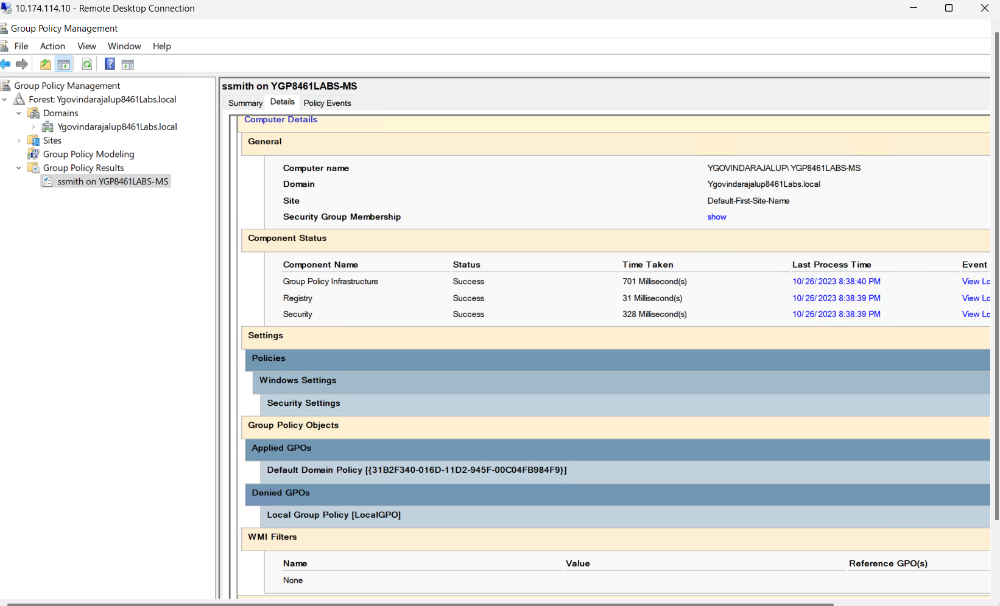 10.174.114.10 - Remote Desktop Connection
Group Policy Management
File Action View Window Help
Group Policy Management
Forest: Ygovindarajalup8461Labs.local
Domains
Ygovindarajalup8461Labs.local
Sites
Group Policy Modeling
Group Policy Results
ssmith on YGP8461LABS-MS
ssmith on YGP8461LABS-MS
Summary Details Policy Events
Computer Details
General
Computer name YGOVINDARAJALUP\YGP8461LABS-MS
Domain Ygovindarajalup8461Labs.local
Site Default-First-Site-Name
Security Group Membership show
Component Status
Component Name Status Time Taken Last Process Time Event
Group Policy Infrastructure Success 701 Millisecond(s) 10/26/2023 8:38:40 PM View Lo
Registry Success 31 Millisecond(s) 10/26/2023 8:38:39 PM View Lo
Security Success 328 Millisecond(s) 10/26/2023 8:38:39 PM View Lo
Settings
Policies
Windows Settings
Security Settings
Group Policy Objects
Applied GPOs
Default Domain Policy [{31B2F340-016D-11D2-945F-00C04FB984F9}]
Denied GPOs
Local Group Policy [LocalGPO]
WMI Filters
Name Value Reference GPO(s)
None